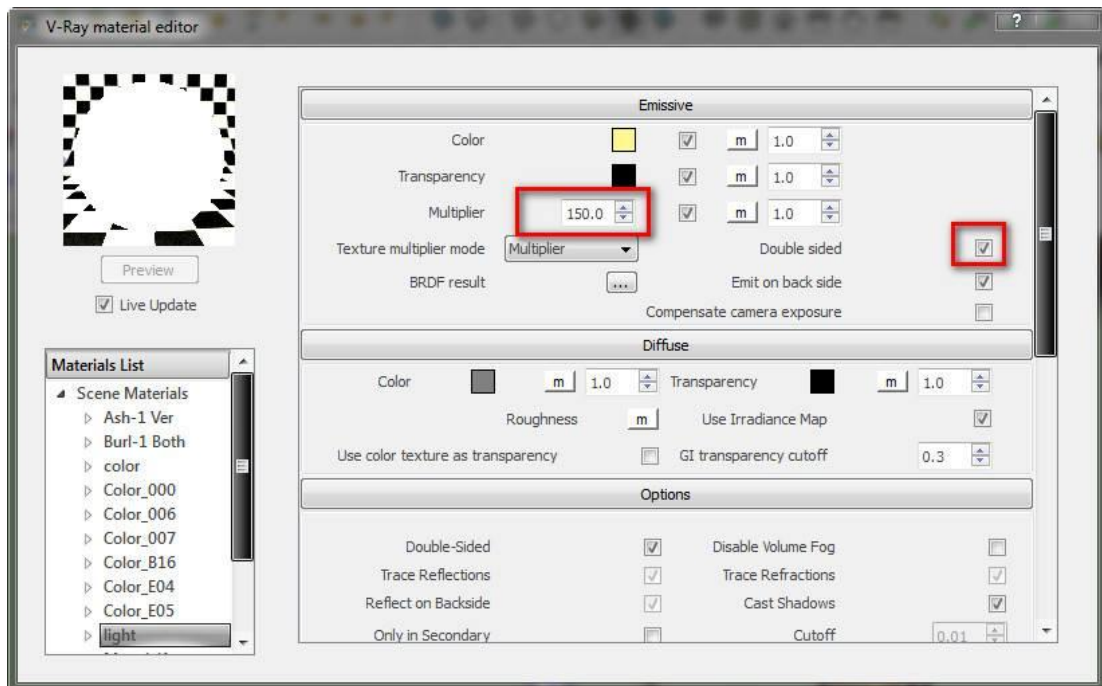 V-Ray material editor
?
Emissive
Color m 1.0
Transparency m 1.0
Multiplier 150.0 m 1.0
Texture multiplier mode Multiplier Double sided
BRDF result ... Emit on back side
Compensate camera exposure
Preview
Live Update
Diffuse
Color m 1.0 Transparency m 1.0
Roughness m Use Irradiance Map
Use color texture as transparency GI transparency cutoff 0.3
Options
Double-Sided Disable Volume Fog
Trace Reflections Trace Refractions
Reflect on Backside Cast Shadows
Only in Secondary Cutoff 0.01
Materials List
Scene Materials
Ash-1 Ver
Burl-1 Both
color
Color_000
Color_006
Color_007
Color_B16
Color_E04
Color_E05
light